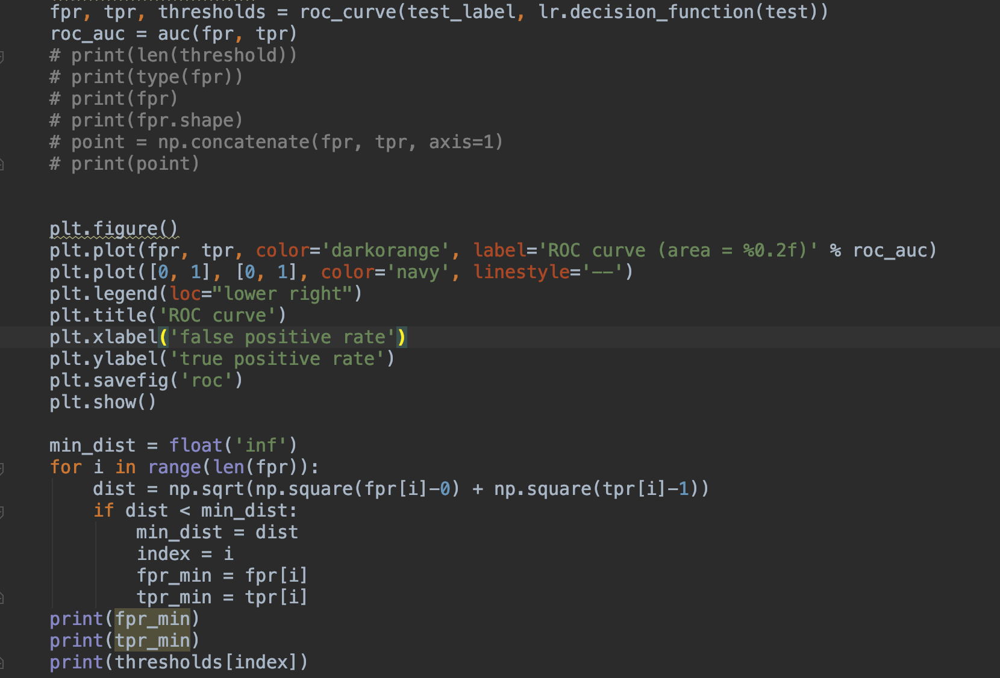 fpr, tpr, thresholds = roc_curve(test_label, lr.decision_function(test))
roc_auc = auc(fpr, tpr)
# print(len(threshold))
# print(type(fpr))
# print(fpr)
# print(fpr.shape)
# point = np.concatenate(fpr, tpr, axis=1)
# print(point)
plt.figure()
plt.plot(fpr, tpr, color='darkorange', label='ROC curve (area = %0.2f)' % roc_auc)
plt.plot([0, 1], [0, 1], color='navy', linestyle='--')
plt.legend(loc="lower right")
plt.title('ROC curve')
plt.xlabel('false positive rate')
plt.ylabel('true positive rate')
plt.savefig('roc')
plt.show()
min_dist = float('inf')
for i in range(len(fpr)):
    dist = np.sqrt(np.square(fpr[i]-0) + np.square(tpr[i]-1))
    if dist < min_dist:
        min_dist = dist
        index = i
        fpr_min = fpr[i]
        tpr_min = tpr[i]
print(fpr_min)
print(tpr_min)
print(thresholds[index])